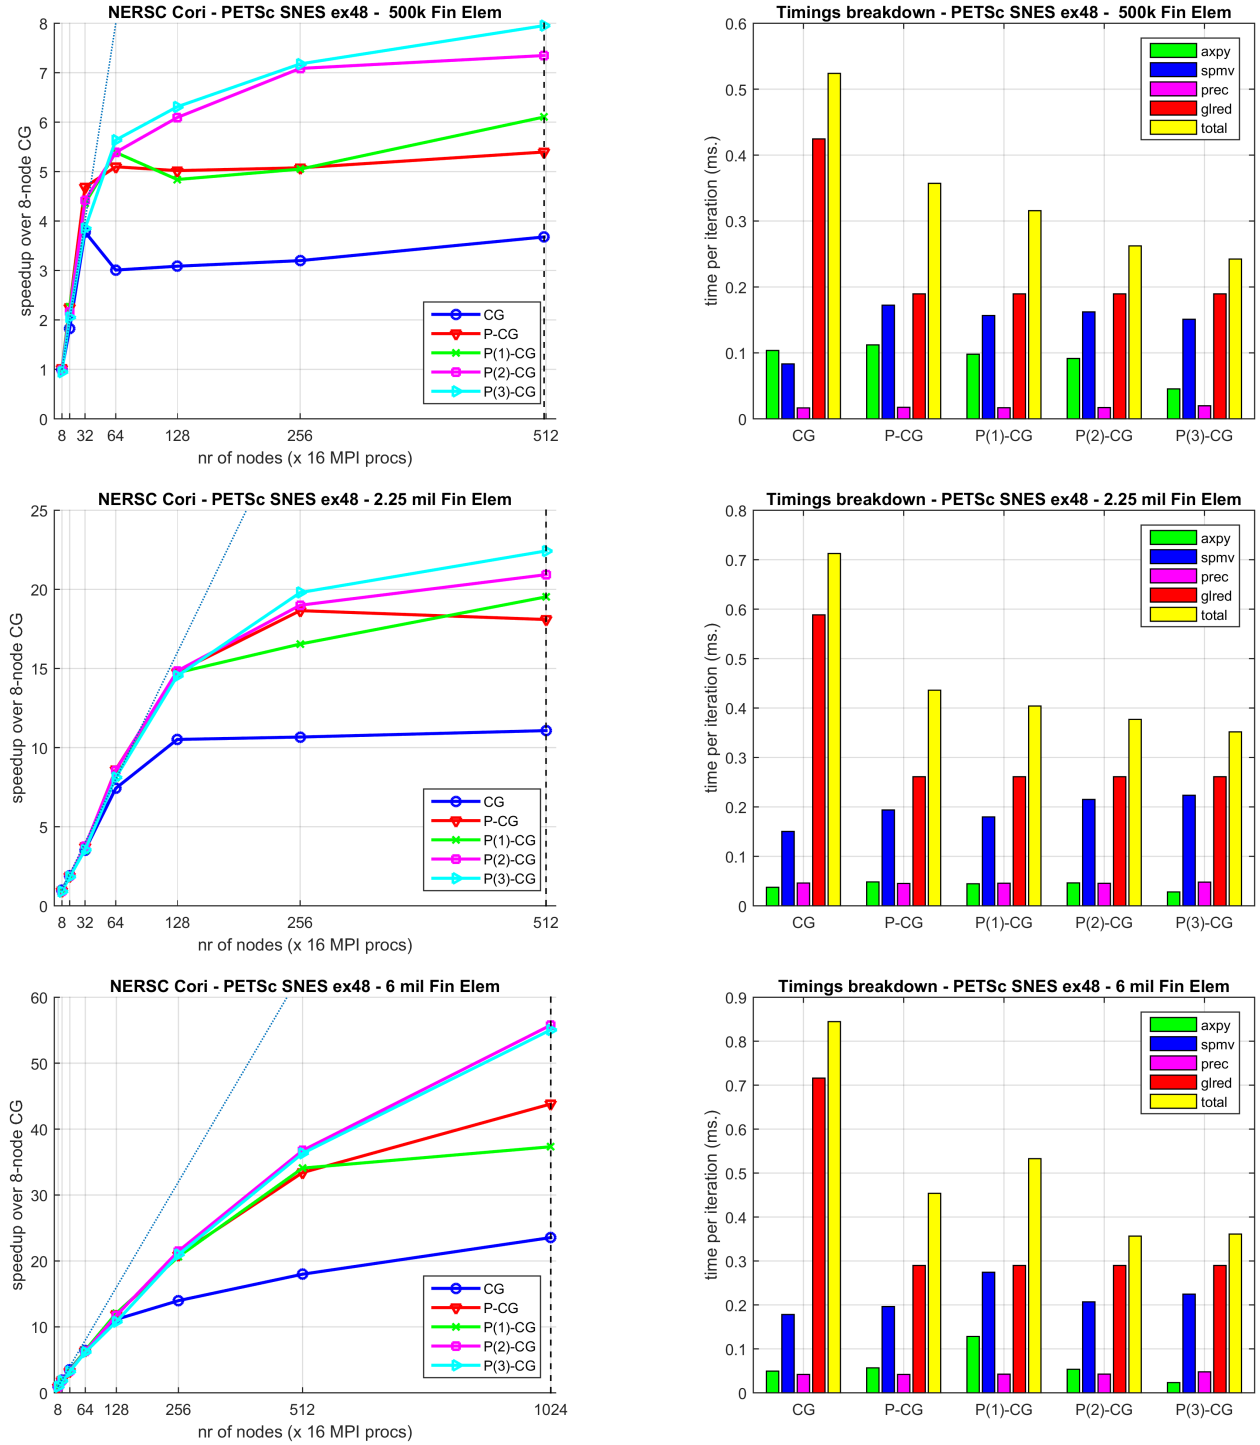 NERSC Cori - PETSc SNES ex48 - 500k Fin Elem
speedup over 8-node CG
8
7
6
5
4
3
2
1
0
8 32 64 128 256 512
nr of nodes (x 16 MPI procs)
CG
P-CG
P(1)-CG
P(2)-CG
P(3)-CG
Timings breakdown - PETSc SNES ex48 - 500k Fin Elem
time per iteration (ms.)
0.6
0.5
0.4
0.3
0.2
0.1
0
axpy
spmv
prec
glred
total
CG P-CG P(1)-CG P(2)-CG P(3)-CG
NERSC Cori - PETSc SNES ex48 - 2.25 mil Fin Elem
speedup over 8-node CG
25
20
15
10
5
0
8 32 64 128 256 512
nr of nodes (x 16 MPI procs)
CG
P-CG
P(1)-CG
P(2)-CG
P(3)-CG
Timings breakdown - PETSc SNES ex48 - 2.25 mil Fin Elem
time per iteration (ms.)
0.8
0.7
0.6
0.5
0.4
0.3
0.2
0.1
0
axpy
spmv
prec
glred
total
CG P-CG P(1)-CG P(2)-CG P(3)-CG
NERSC Cori - PETSc SNES ex48 - 6 mil Fin Elem
speedup over 8-node CG
60
50
40
30
20
10
0
8 64 128 256 512 1024
nr of nodes (x 16 MPI procs)
CG
P-CG
P(1)-CG
P(2)-CG
P(3)-CG
Timings breakdown - PETSc SNES ex48 - 6 mil Fin Elem
time per iteration (ms.)
0.9
0.8
0.7
0.6
0.5
0.4
0.3
0.2
0.1
0
axpy
spmv
prec
glred
total
CG P-CG P(1)-CG P(2)-CG P(3)-CG